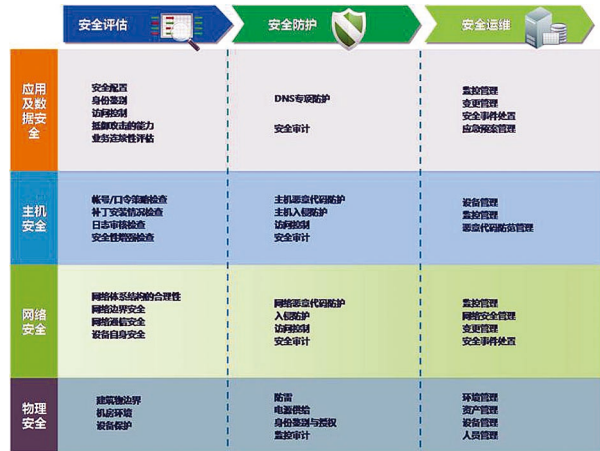 安全评估
安全防护
安全运维
应用
及数
据安
全
安全配置
身份鉴别
访问控制
抵御攻击的能力
业务连续性评估
DNS专项防护
安全审计
监控管理
变更管理
安全事件处置
应急预案管理
主机
安全
帐号/口令策略检查
补丁安装情况检查
日志审核检查
安全性增强检查
主机恶意代码防护
主机入侵防护
访问控制
安全审计
设备管理
监控管理
恶意代码防范管理
网络
安全
网络体系结构的合理性
网络边界安全
网络通信安全
设备自身安全
网络恶意代码防护
入侵防护
访问控制
安全审计
监控管理
网络安全管理
变更管理
安全事件处置
物理
安全
建筑物边界
机房环境
设备保护
防雷
电源供给
身份鉴别与授权
监控审计
环境管理
资产管理
设备管理
人员管理